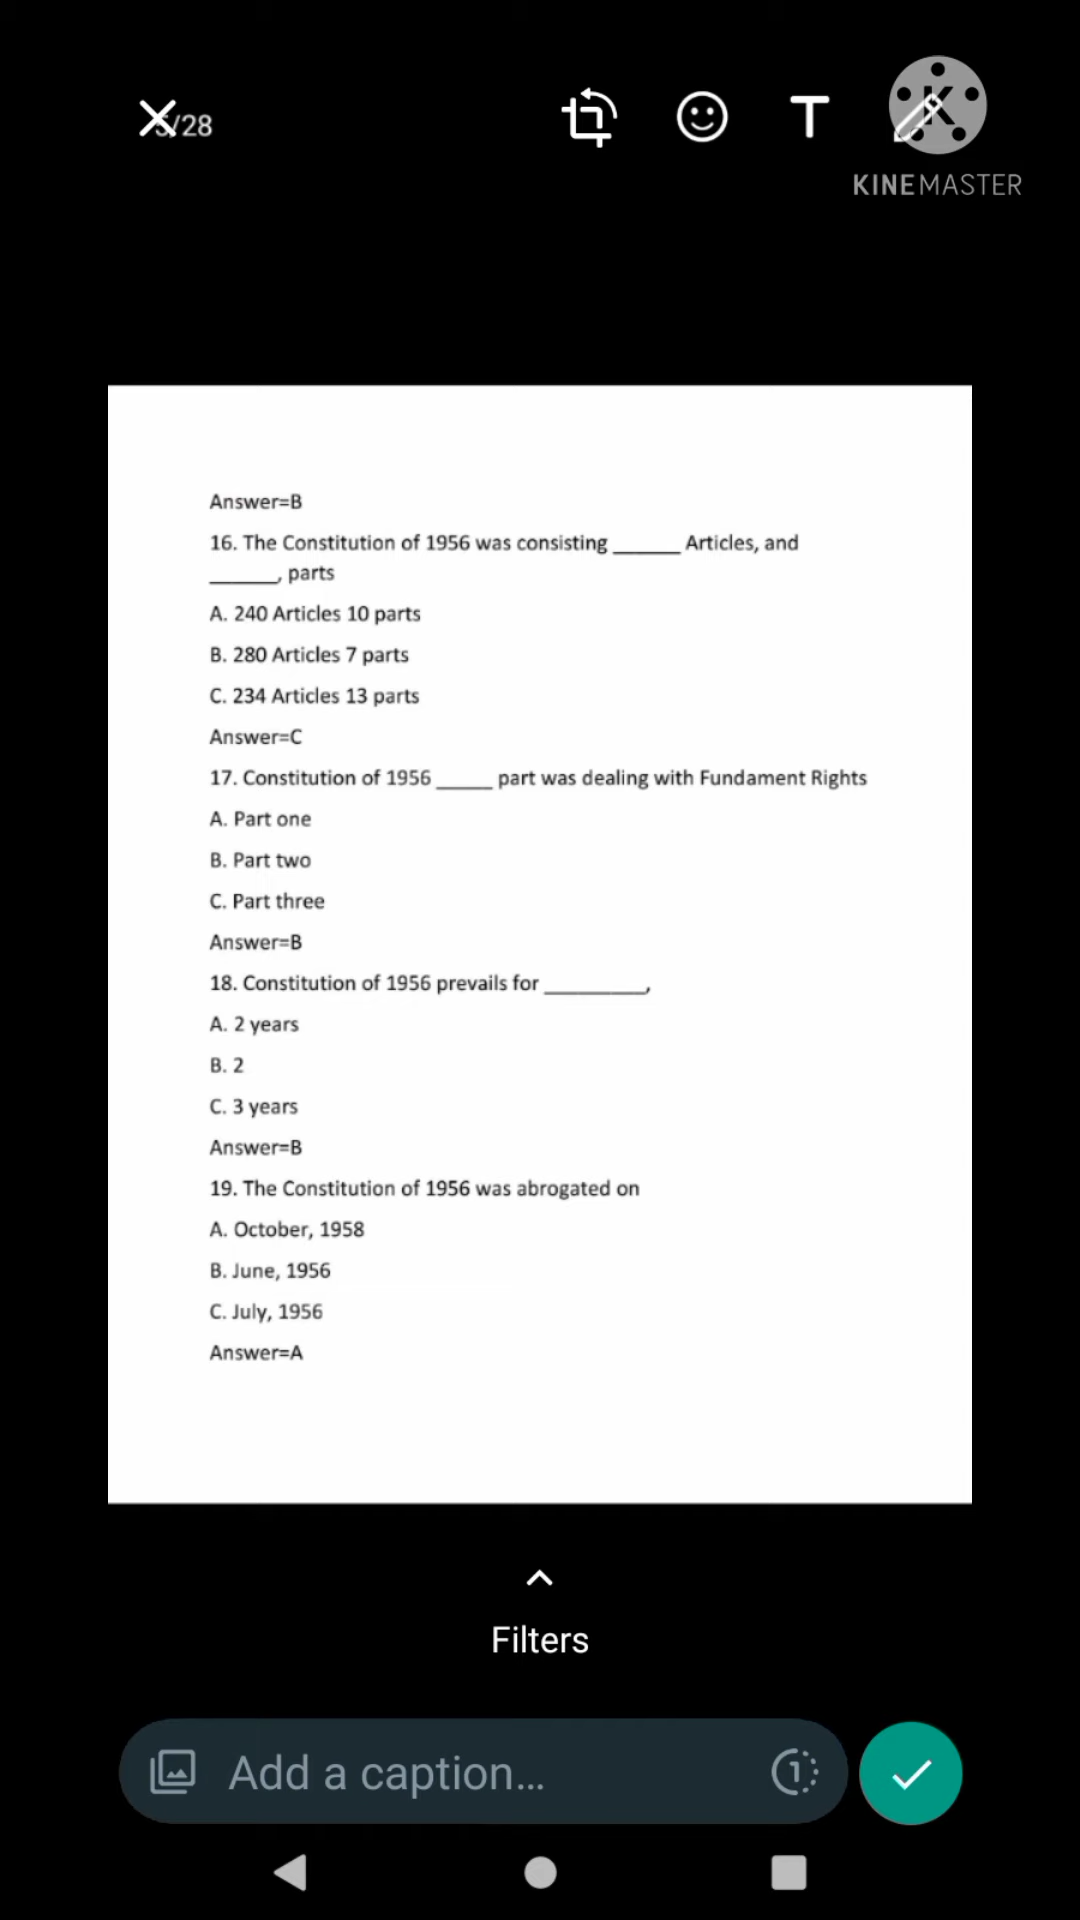 5/28
T
K
KINEMASTER
Answer=B
16. The Constitution of 1956 was consisting ______ Articles, and
______, parts
A. 240 Articles 10 parts
B. 280 Articles 7 parts
C. 234 Articles 13 parts
Answer=C
17. Constitution of 1956 _____ part was dealing with Fundament Rights
A. Part one
B. Part two
C. Part three
Answer=B
18. Constitution of 1956 prevails for _________,
A. 2 years
B. 2
C. 3 years
Answer=B
19. The Constitution of 1956 was abrogated on
A. October, 1958
B. June, 1956
C. July, 1956
Answer=A
Filters
Add a caption...
1